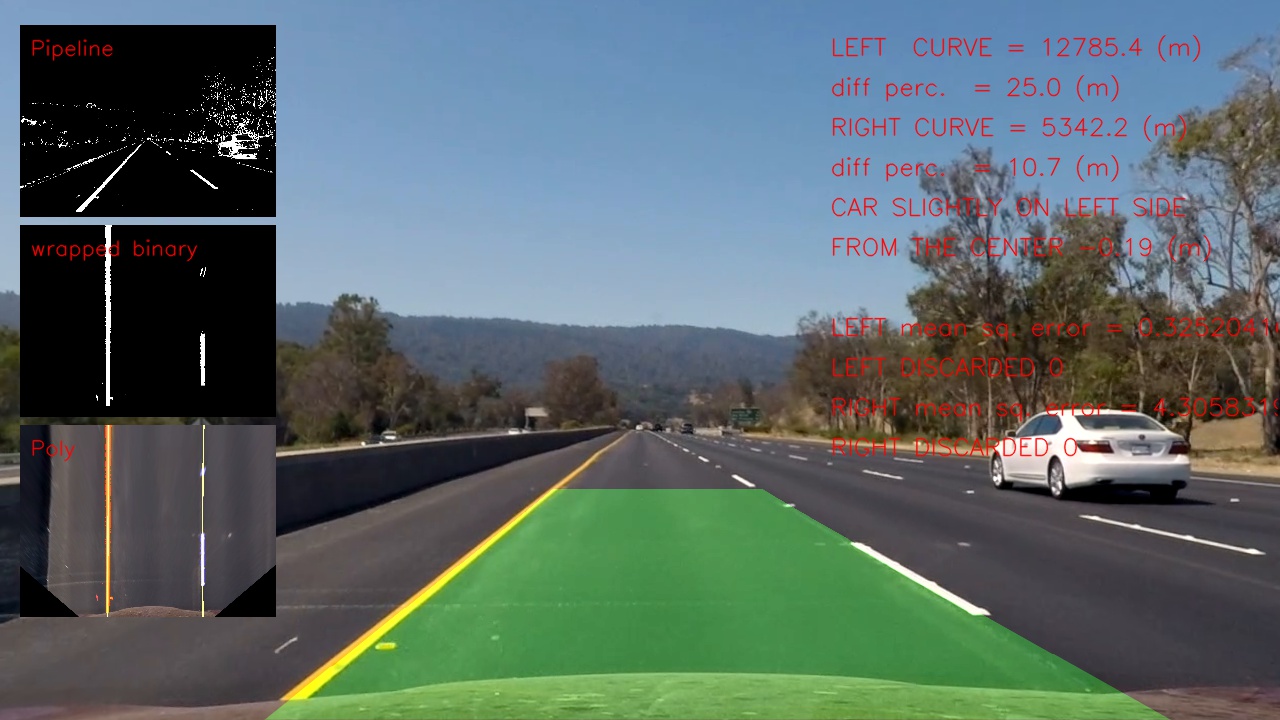 Pipeline
wrapped binary
Poly
LEFT CURVE = 12785.4 (m)
diff perc. = 25.0 (m)
RIGHT CURVE = 5342.2 (m)
diff perc. = 10.7 (m)
CAR SLIGHTLY ON LEFT SIDE
FROM THE CENTER -0.19 (m)
LEFT mean sq. error = 0.3252041
LEFT DISCARDED 0
RIGHT mean sq. error = 4.305831
RIGHT DISCARDED 0